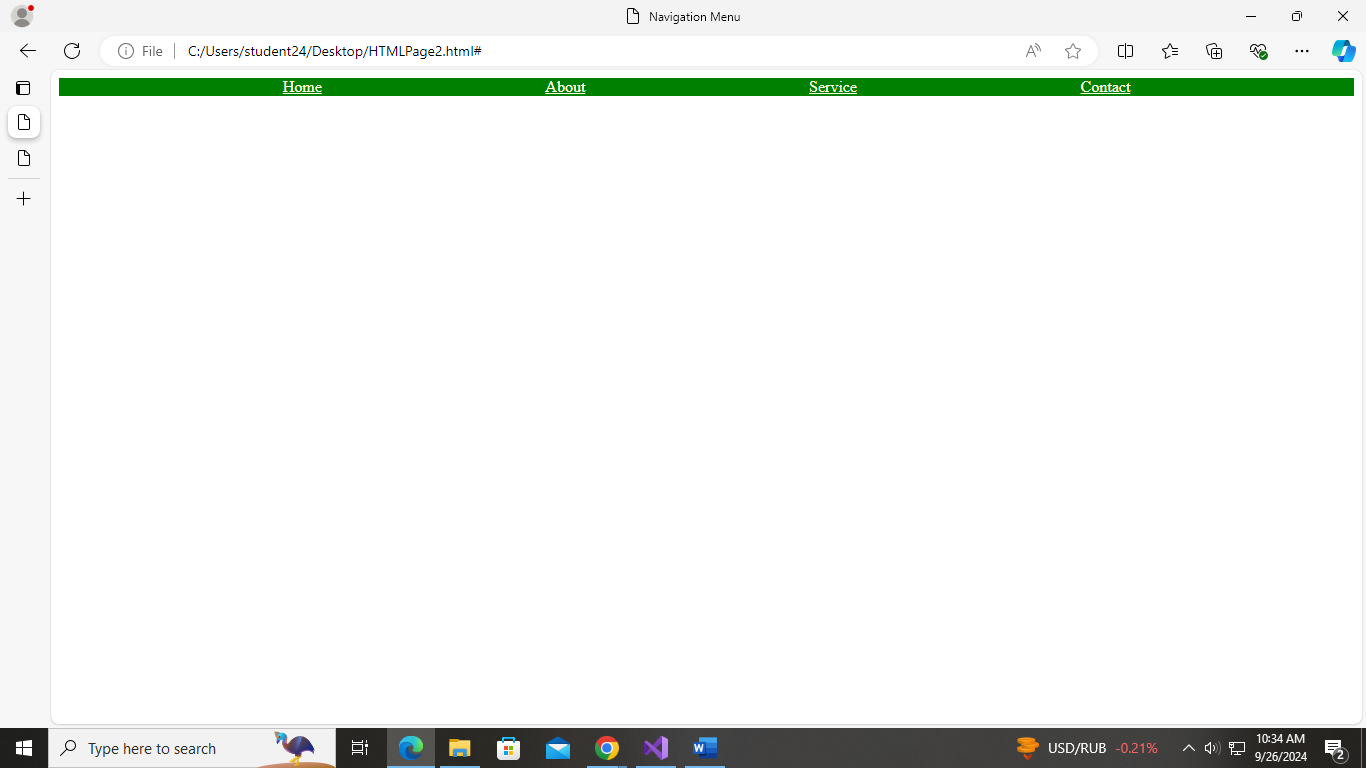 Navigation Menu
File C:/Users/student24/Desktop/HTMLPage2.html#
Home About Service Contact
Type here to search
USD/RUB -0.21%
10:34 AM
9/26/2024
2